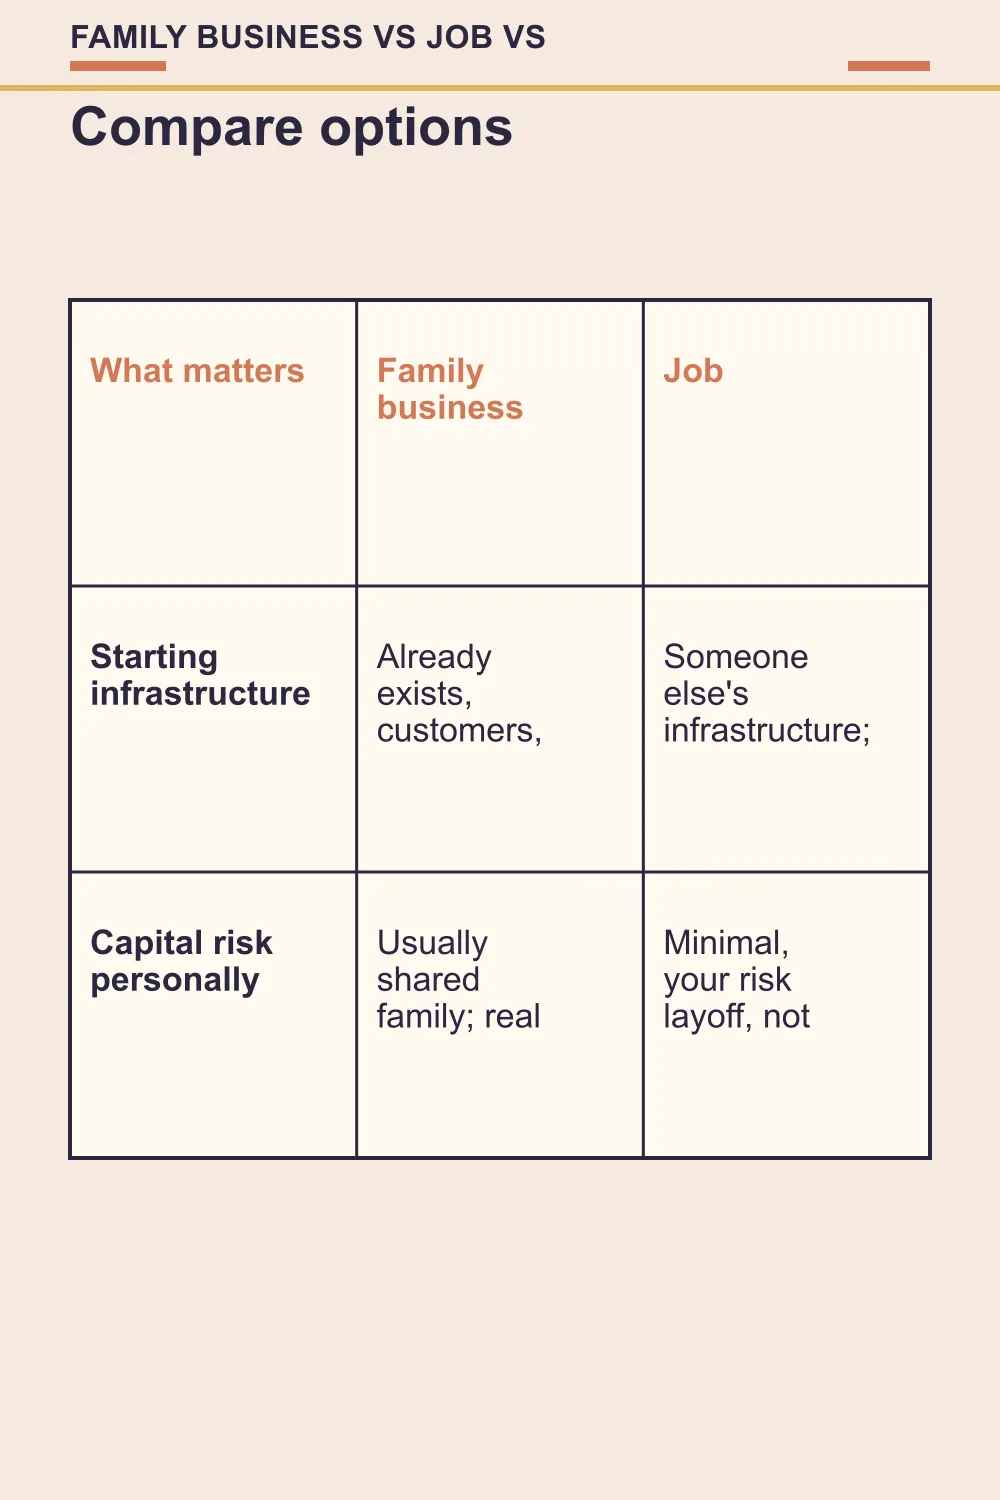 FAMILY BUSINESS VS JOB VS
Compare options
What matters
Family
business
Job
Starting
infrastructure
Already
exists,
customers,
Someone
else's
infrastructure;
Capital risk
personally
Usually
shared
family; real
Minimal,
your risk
layoff, not